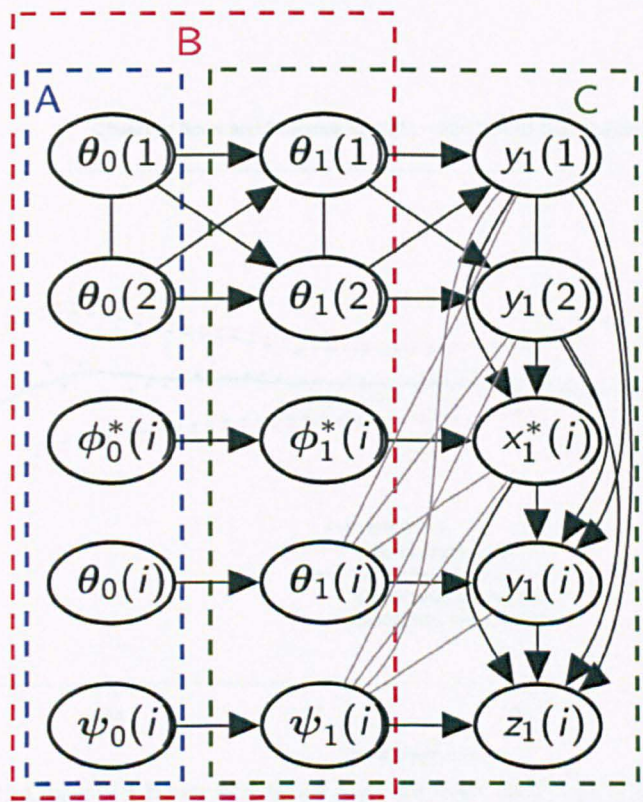 B
A
C
θ₀(1) θ₁(1) y₁(1)
θ₀(2) θ₁(2) y₁(2)
ϕ₀*(i) ϕ₁*(i) x₁*(i)
θ₀(i) θ₁(i) y₁(i)
ψ₀(i) ψ₁(i) z₁(i)